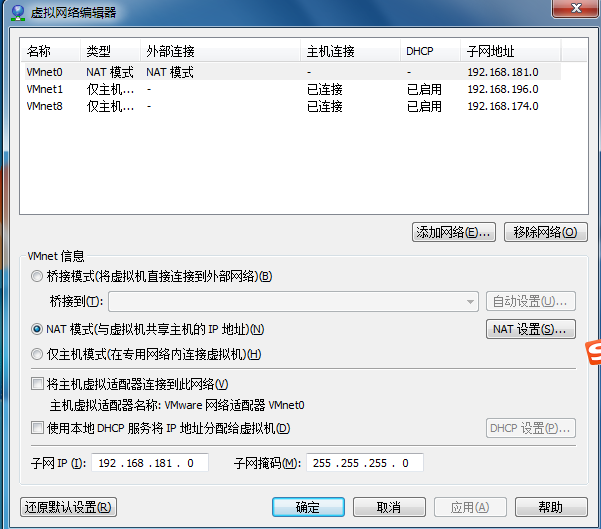 虚拟网络编辑器
名称 类型 外部连接 主机连接 DHCP 子网地址
VMnet0 NAT 模式 NAT 模式 - - 192.168.181.0
VMnet1 仅主机... - 已连接 已启用 192.168.196.0
VMnet8 仅主机... - 已连接 已启用 192.168.174.0
添加网络(E)... 移除网络(O)
VMnet 信息
桥接模式(将虚拟机直接连接到外部网络)(B)
桥接到(T): 自动设置(U)...
NAT 模式(与虚拟机共享主机的 IP 地址)(N) NAT 设置(S)...
仅主机模式(在专用网络内连接虚拟机)(H)
将主机虚拟适配器连接到此网络(V)
主机虚拟适配器名称: VMware 网络适配器 VMnet0
使用本地 DHCP 服务将 IP 地址分配给虚拟机(D) DHCP 设置(P)...
子网 IP (I): 192 .168 .181 . 0 子网掩码(M): 255 .255 .255 . 0
还原默认设置(R) 确定 取消 应用(A) 帮助